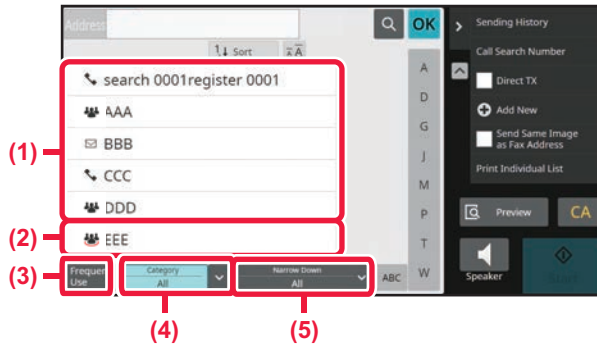 Address
OK
Sending History
Sort
AĀ
Call Search Number
search 0001register 0001
A
Direct TX
AAA
D
Add New
BBB
G
Send Same Image
as Fax Address
(1)
CCC
J
Print Individual List
M
DDD
P
Preview
CA
(2)
EEE
T
(3)
Frequen
Use
Category
All
Narrow Down
All
ABC
W
Speaker
Start
(4)
(5)